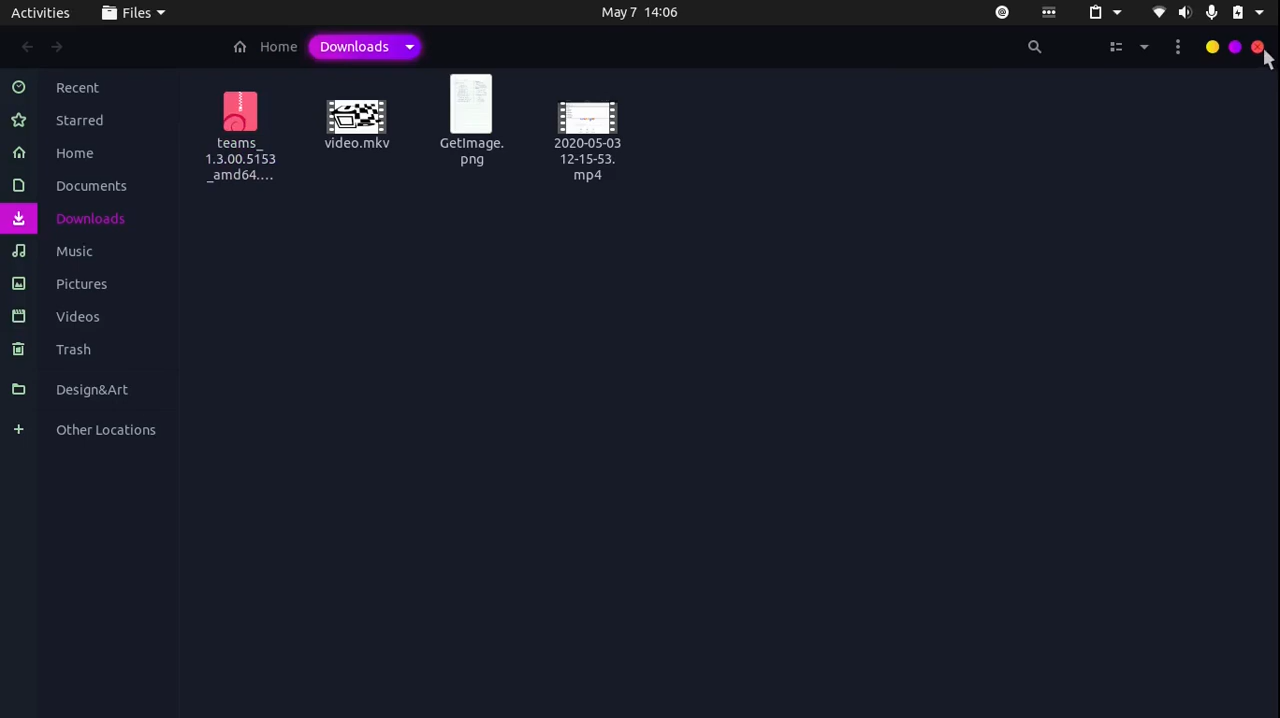 Activities Files May 7 14:06
Home Downloads
Recent
Starred
Home
Documents
Downloads
Music
Pictures
Videos
Trash
Design&Art
Other Locations
teams_
1.3.00.5153
_amd64.…
video.mkv
GetImage.
png
2020-05-03
12-15-53.
mp4